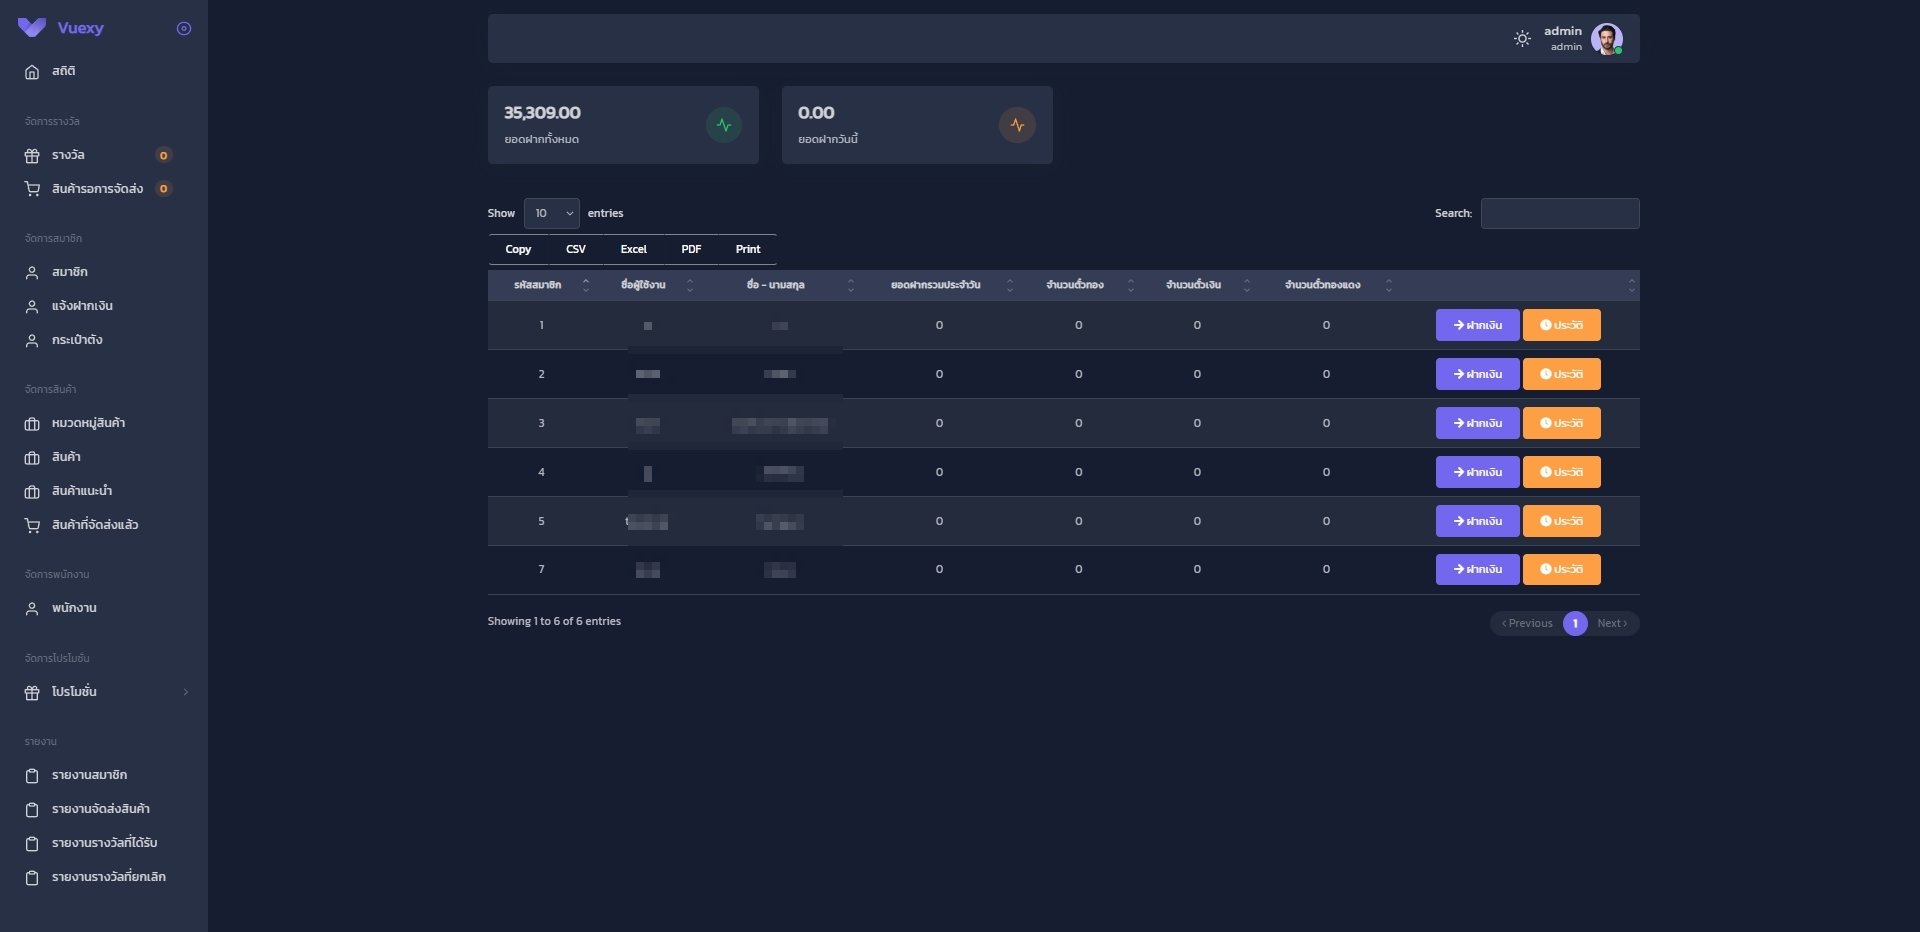 Vuexy
สถิติ
จัดการรางวัล
รางวัล 0
สินค้ารอการจัดส่ง 0
จัดการสมาชิก
สมาชิก
แจ้งฝากเงิน
กระเป๋าตัง
จัดการสินค้า
หมวดหมู่สินค้า
สินค้า
สินค้าแนะนำ
สินค้าที่จัดส่งแล้ว
จัดการพนักงาน
พนักงาน
จัดการโปรโมชั่น
โปรโมชั่น
รายงาน
รายงานสมาชิก
รายงานจัดส่งสินค้า
รายงานรางวัลที่ได้รับ
รายงานรางวัลที่ยกเลิก
admin
admin
35,309.00
ยอดฝากทั้งหมด
0.00
ยอดฝากวันนี้
Show 10 entries
Search:
Copy CSV Excel PDF Print
รหัสสมาชิก ชื่อผู้ใช้งาน ชื่อ - นามสกุล ยอดฝากรวมประจำวัน จำนวนตั๋วทอง จำนวนตั๋วเงิน จำนวนตั๋วทองแดง
1 0 0 0 0 ฝากเงิน ประวัติ
2 0 0 0 0 ฝากเงิน ประวัติ
3 0 0 0 0 ฝากเงิน ประวัติ
4 0 0 0 0 ฝากเงิน ประวัติ
5 0 0 0 0 ฝากเงิน ประวัติ
7 0 0 0 0 ฝากเงิน ประวัติ
Showing 1 to 6 of 6 entries
Previous 1 Next